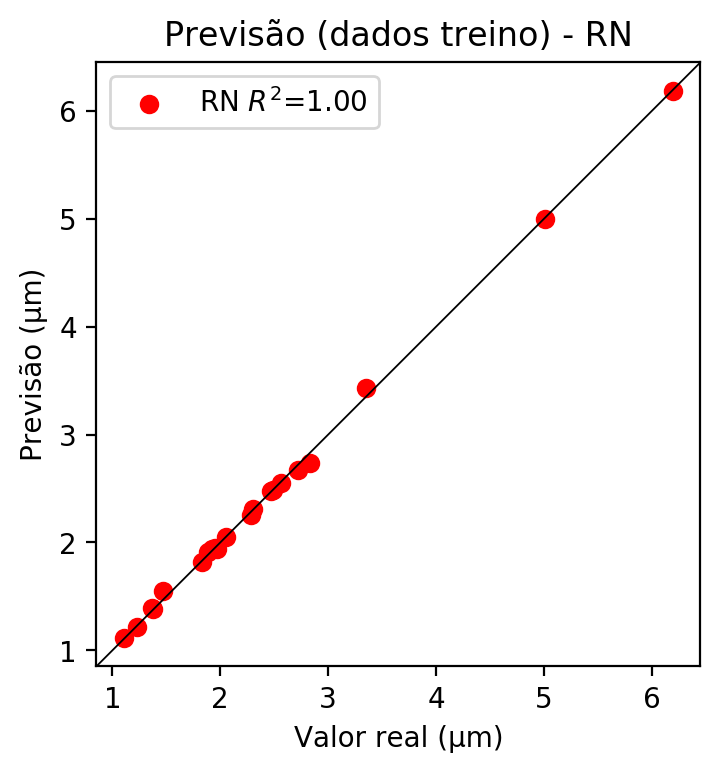 Previsão (dados treino) - RN
RN R²=1.00
6
5
4
3
2
1
Previsão (μm)
1 2 3 4 5 6
Valor real (μm)